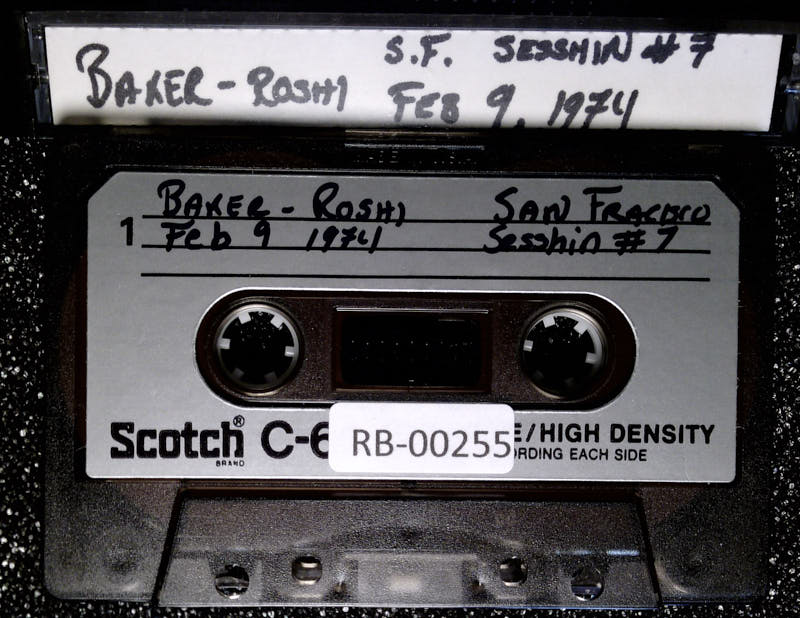 BAKER-ROSHI S.F. SESSHIN #7
FEB 9, 1974
1 BAKER-ROSHI SAN FRACISCO
Feb 9 1974 Sesshin #7
Scotch® C-6 E/HIGH DENSITY
BRAND RB-00255 ORDING EACH SIDE